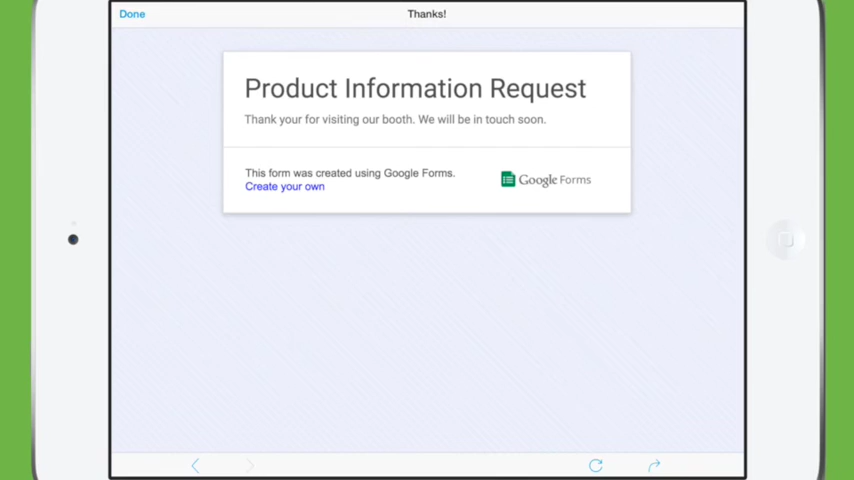 Done
Thanks!
Product Information Request
Thank your for visiting our booth. We will be in touch soon.
This form was created using Google Forms.
Create your own
Google Forms